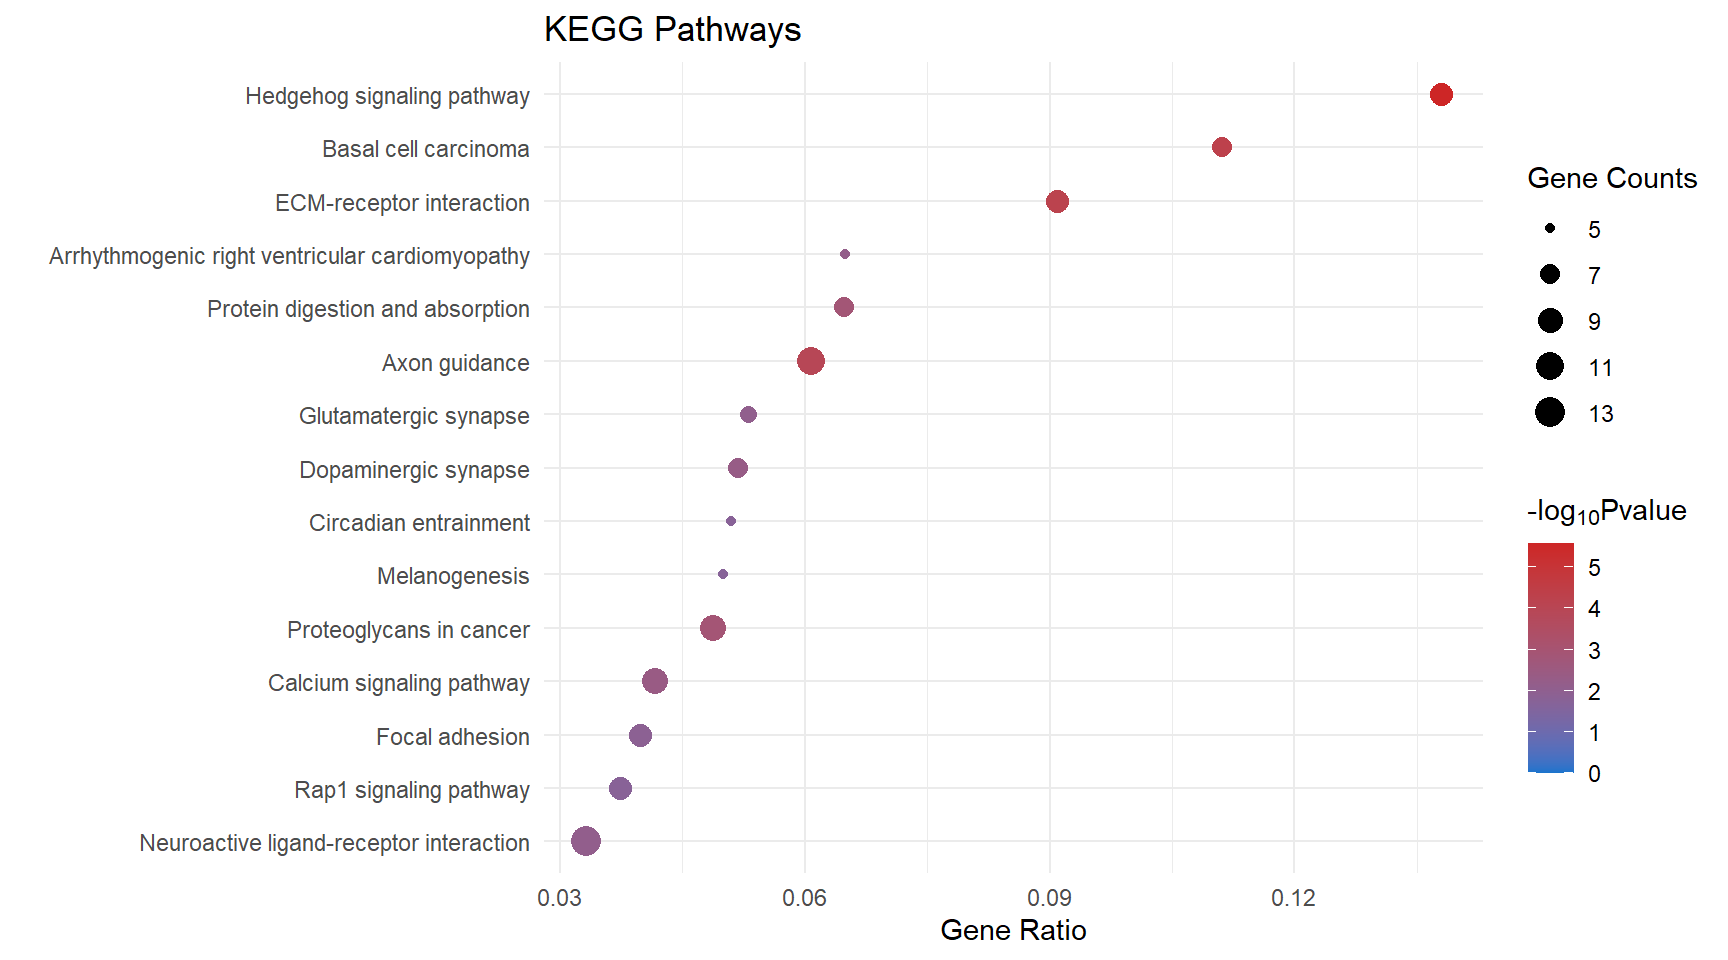 KEGG Pathways
Hedgehog signaling pathway
Basal cell carcinoma
ECM-receptor interaction
Arrhythmogenic right ventricular cardiomyopathy
Protein digestion and absorption
Axon guidance
Glutamatergic synapse
Dopaminergic synapse
Circadian entrainment
Melanogenesis
Proteoglycans in cancer
Calcium signaling pathway
Focal adhesion
Rap1 signaling pathway
Neuroactive ligand-receptor interaction
0.03 0.06 0.09 0.12
Gene Ratio
Gene Counts
5
7
9
11
13
-log₁₀Pvalue
5
4
3
2
1
0